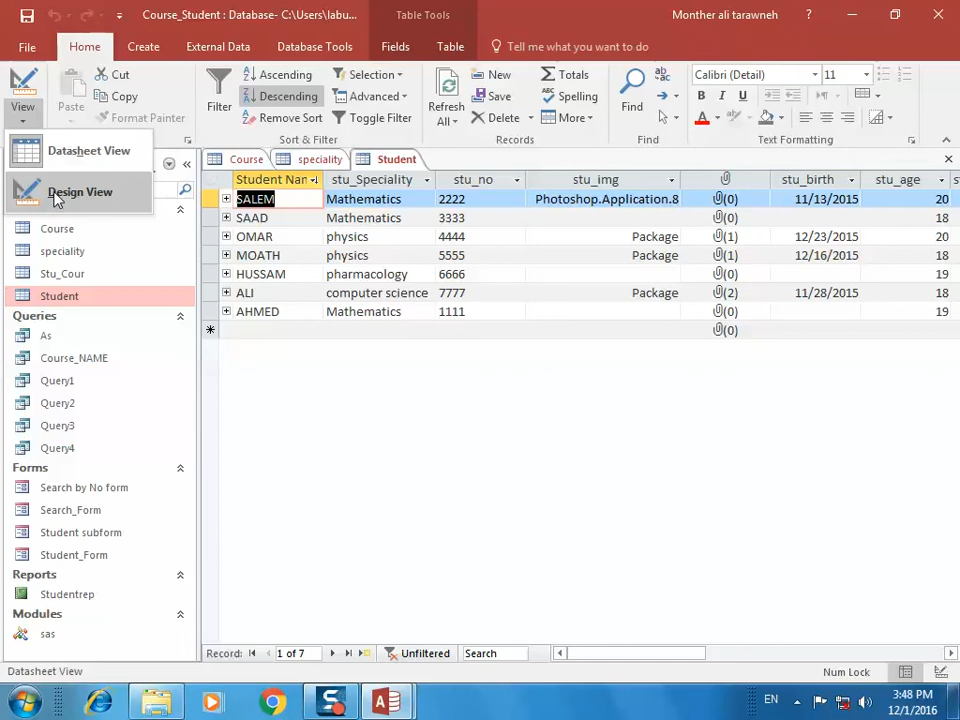 Course_Student : Database- C:\Users\labu...
Table Tools
Monther ali tarawneh
?
File
Home
Create
External Data
Database Tools
Fields
Table
Tell me what you want to do
View
Paste
Cut
Copy
Format Painter
Filter
Ascending
Descending
Remove Sort
Selection
Advanced
Toggle Filter
Sort & Filter
Refresh
All
New
Save
Delete
Totals
Spelling
More
Records
Find
Find
Calibri (Detail)
11
B
I
U
A
Text Formatting
Datasheet View
Design View
Course
speciality
Stu_Cour
Student
Queries
As
Course_NAME
Query1
Query2
Query3
Query4
Forms
Search by No form
Search_Form
Student subform
Student_Form
Reports
Studentrep
Modules
sas
Course
speciality
Student
Student Nam
stu_Speciality
stu_no
stu_img
stu_birth
stu_age
SALEM Mathematics 2222 Photoshop.Application.8 (0) 11/13/2015 20
SAAD Mathematics 3333 (0) 18
OMAR physics 4444 Package (1) 12/23/2015 20
MOATH physics 5555 Package (1) 12/16/2015 18
HUSSAM pharmacology 6666 (0) 19
ALI computer science 7777 Package (2) 11/28/2015 18
AHMED Mathematics 1111 (0) 19
(0)
Record:
1 of 7
Unfiltered
Search
Datasheet View
Num Lock
EN
3:48 PM
12/1/2016